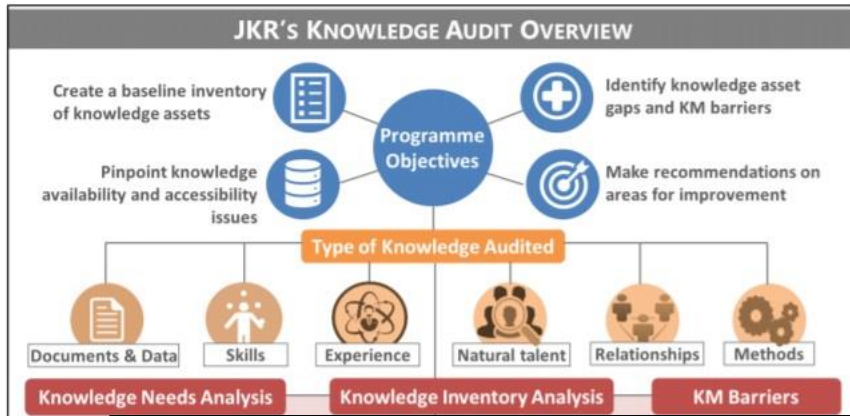 JKR'S KNOWLEDGE AUDIT OVERVIEW
Create a baseline inventory
of knowledge assets
Identify knowledge asset
gaps and KM barriers
Programme
Objectives
Pinpoint knowledge
availability and accessibility
issues
Make recommendations on
areas for improvement
Type of Knowledge Audited
Documents & Data
Skills
Experience
Natural talent
Relationships
Methods
Knowledge Needs Analysis
Knowledge Inventory Analysis
KM Barriers